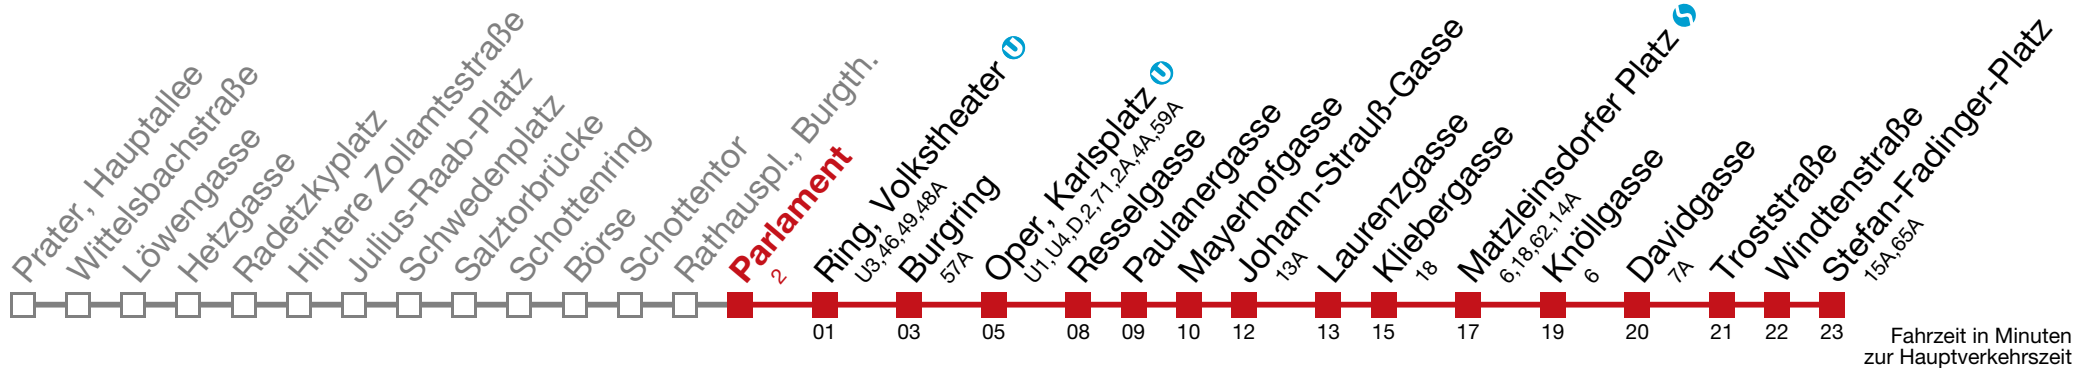 Prater, Hauptallee
Wittelsbachstraße
Löwengasse
Hetzgasse
Radetzkyplatz
Hintere Zollamtsstraße
Julius-Raab-Platz
Schwedenplatz
Salztorbrücke
Schottenring
Börse
Schottentor
Rathauspl., Burgth.
Parlament
2
Ring, Volkstheater U
U3,46,49,48A
Burgring
57A
Oper, Karlsplatz U
U1,U4,D,2,71,2A,4A,59A
Resselgasse
Paulanergasse
Mayerhofgasse
Johann-Strauß-Gasse
13A
Laurenzgasse
Kliebergasse
18
Matzleinsdorfer Platz S
6,18,62,14A
Knöllgasse
6
Davidgasse
7A
Troststraße
Windtenstraße
Stefan-Fadinger-Platz
15A,65A
01 03 05 08 09 10 12 13 15 17 19 20 21 22 23
Fahrzeit in Minuten
zur Hauptverkehrszeit